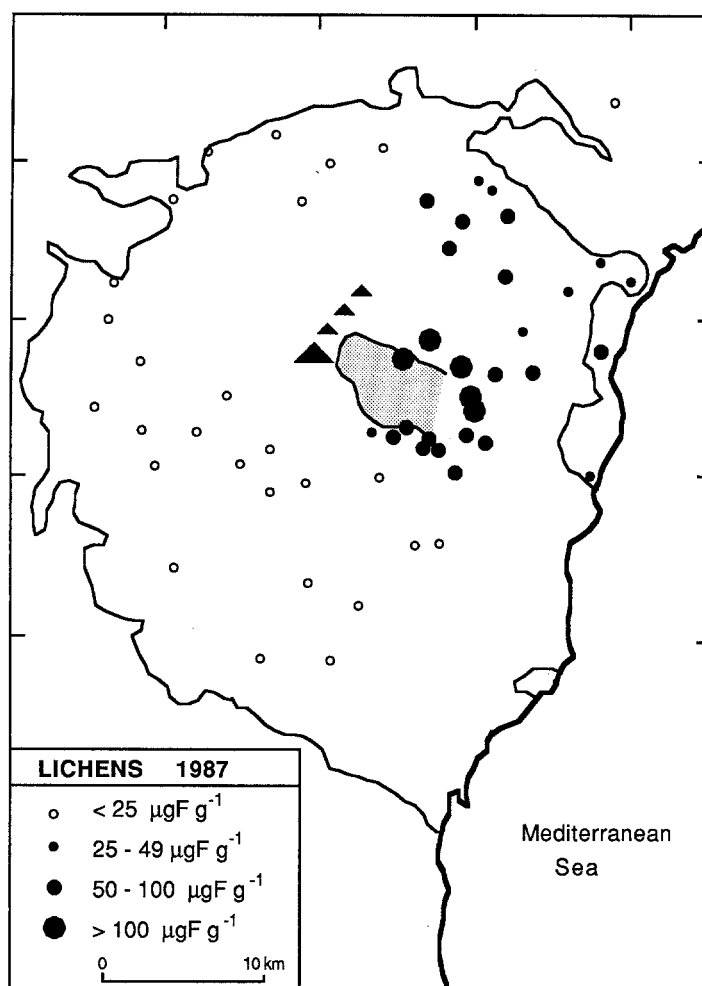 LICHENS 1987
< 25 µgF g⁻¹
25 - 49 µgF g⁻¹
50 - 100 µgF g⁻¹
> 100 µgF g⁻¹
0 10 km
Mediterranean
Sea